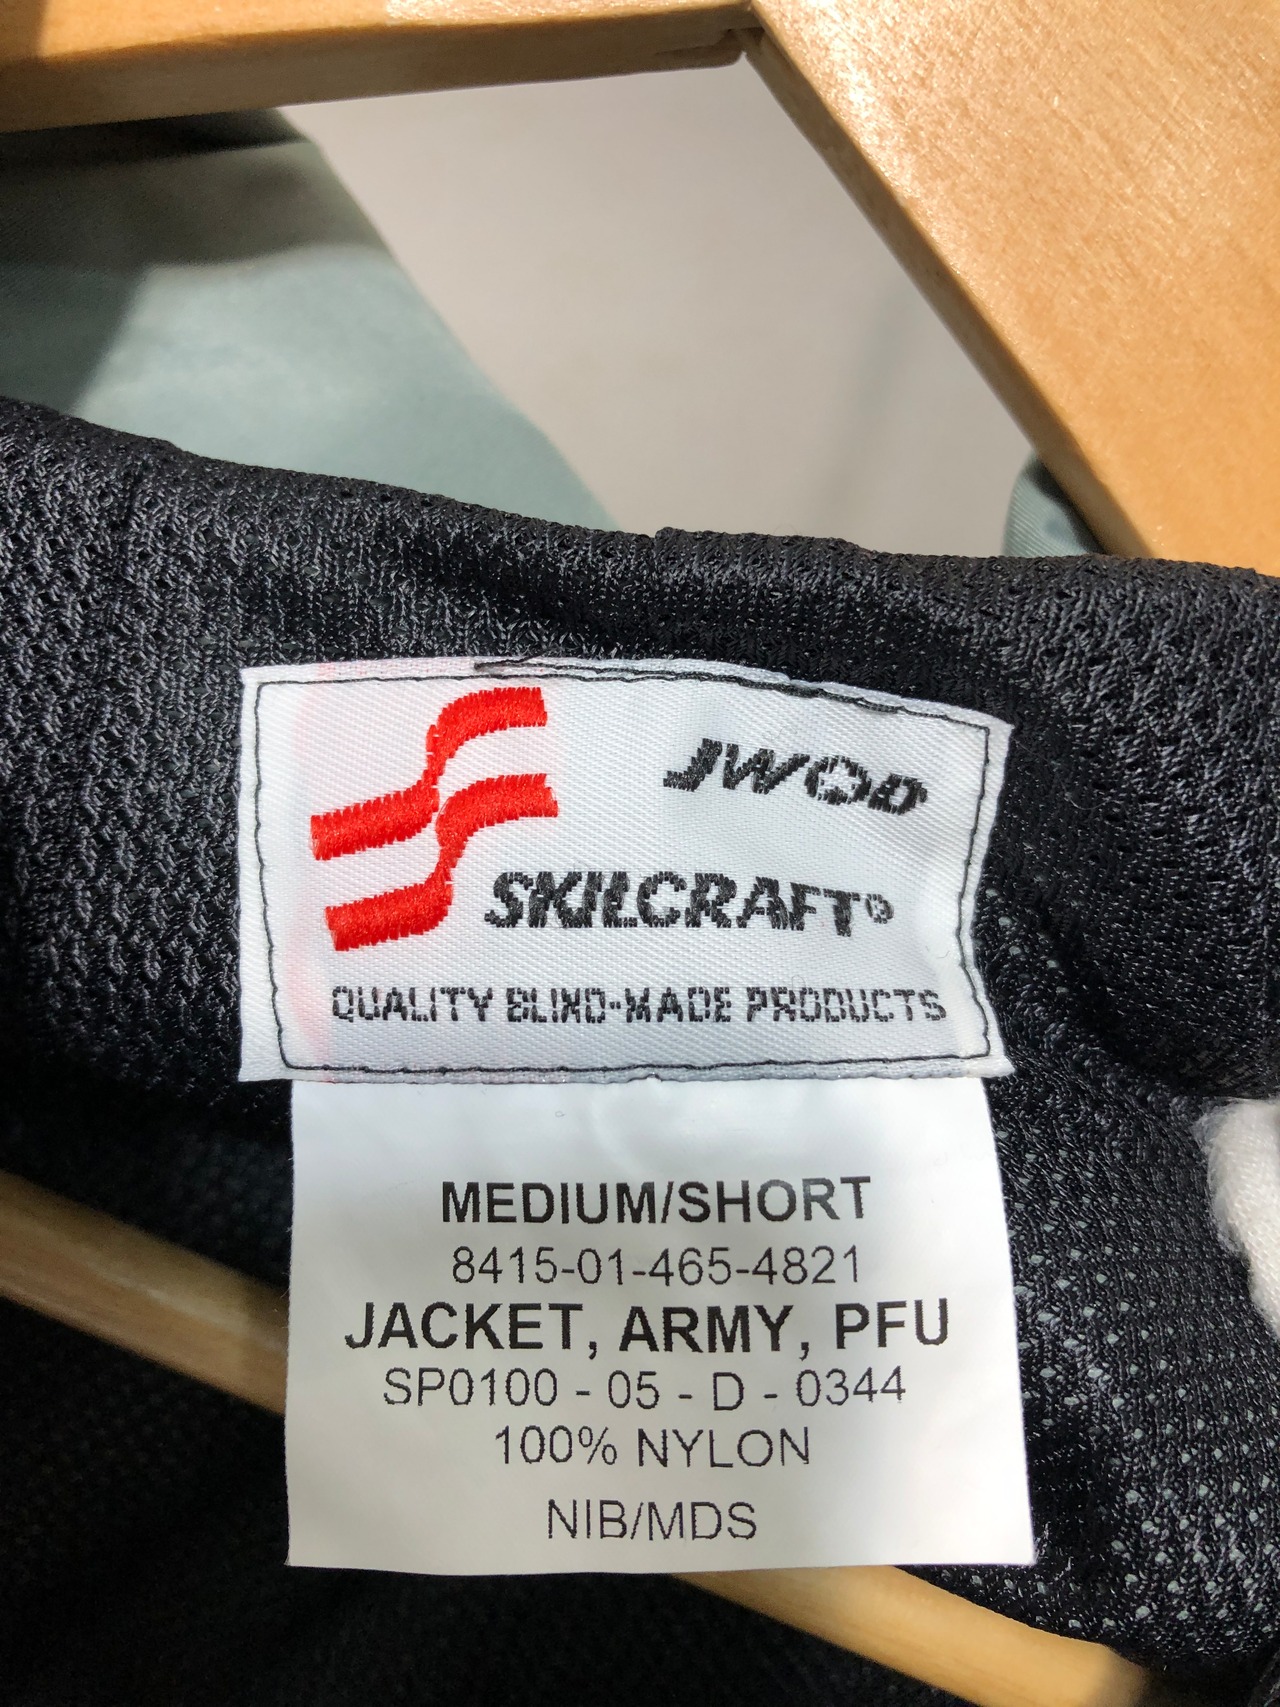 JWOD
SKILCRAFT®
QUALITY BLIND-MADE PRODUCTS
MEDIUM/SHORT
8415-01-465-4821
JACKET, ARMY, PFU
SP0100 - 05 - D - 0344
100% NYLON
NIB/MDS